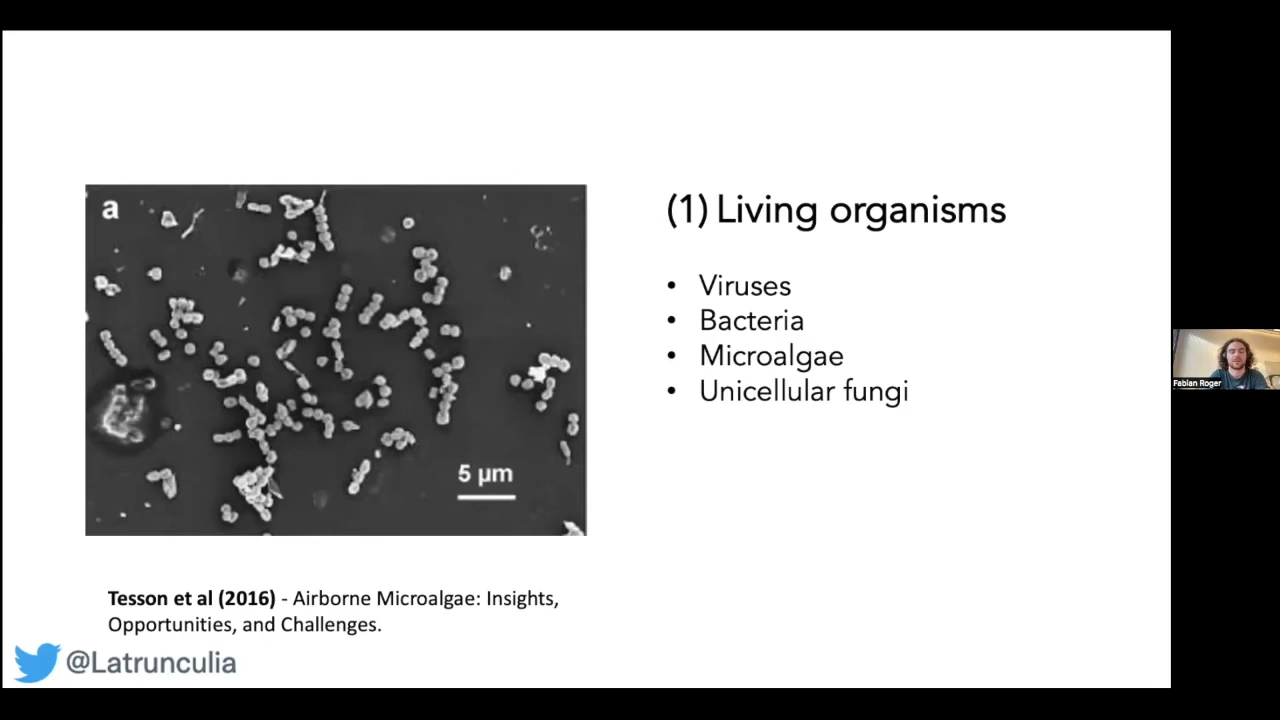 a
5 µm
(1) Living organisms
• Viruses
• Bacteria
• Microalgae
• Unicellular fungi
Tesson et al (2016) - Airborne Microalgae: Insights,
Opportunities, and Challenges.
@Latrunculia
Fabian Roger